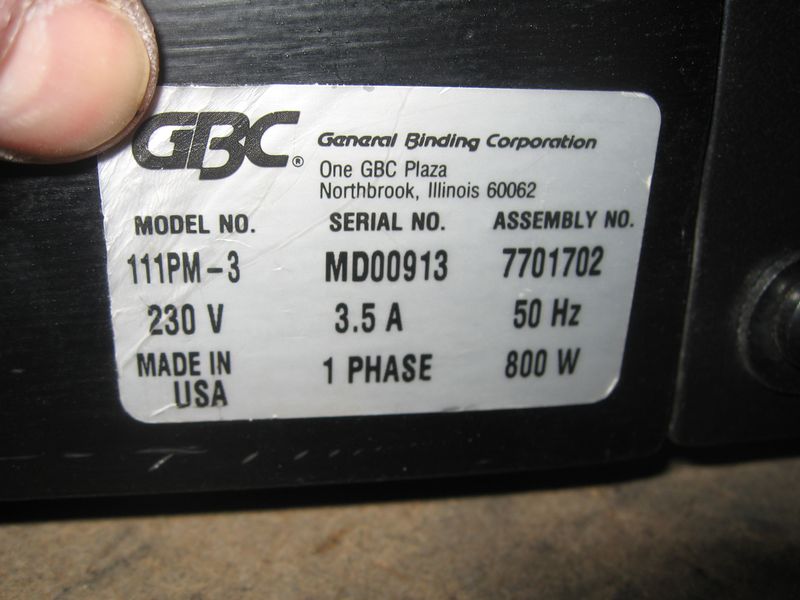 GBC® General Binding Corporation
One GBC Plaza
Northbrook, Illinois 60062
MODEL NO. SERIAL NO. ASSEMBLY NO.
111PM-3 MD00913 7701702
230 V 3.5 A 50 Hz
MADE IN USA 1 PHASE 800 W